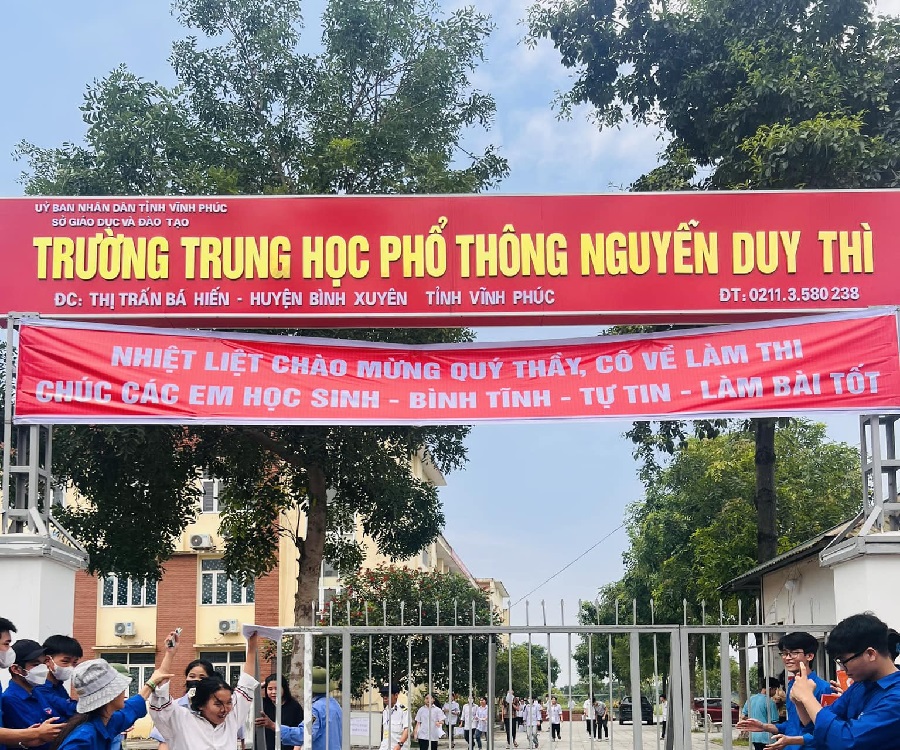 UỶ BAN NHÂN DÂN TỈNH VĨNH PHÚC
SỞ GIÁO DỤC VÀ ĐÀO TẠO
TRƯỜNG TRUNG HỌC PHỔ THÔNG NGUYỄN DUY THÌ
ĐC: THỊ TRẤN BÁ HIẾN - HUYỆN BÌNH XUYÊN TỈNH VĨNH PHÚC ĐT: 0211.3.580 238
NHIỆT LIỆT CHÀO MỪNG QUÝ THẦY, CÔ VỀ LÀM THI
CHÚC CÁC EM HỌC SINH - BÌNH TĨNH - TỰ TIN - LÀM BÀI TỐT